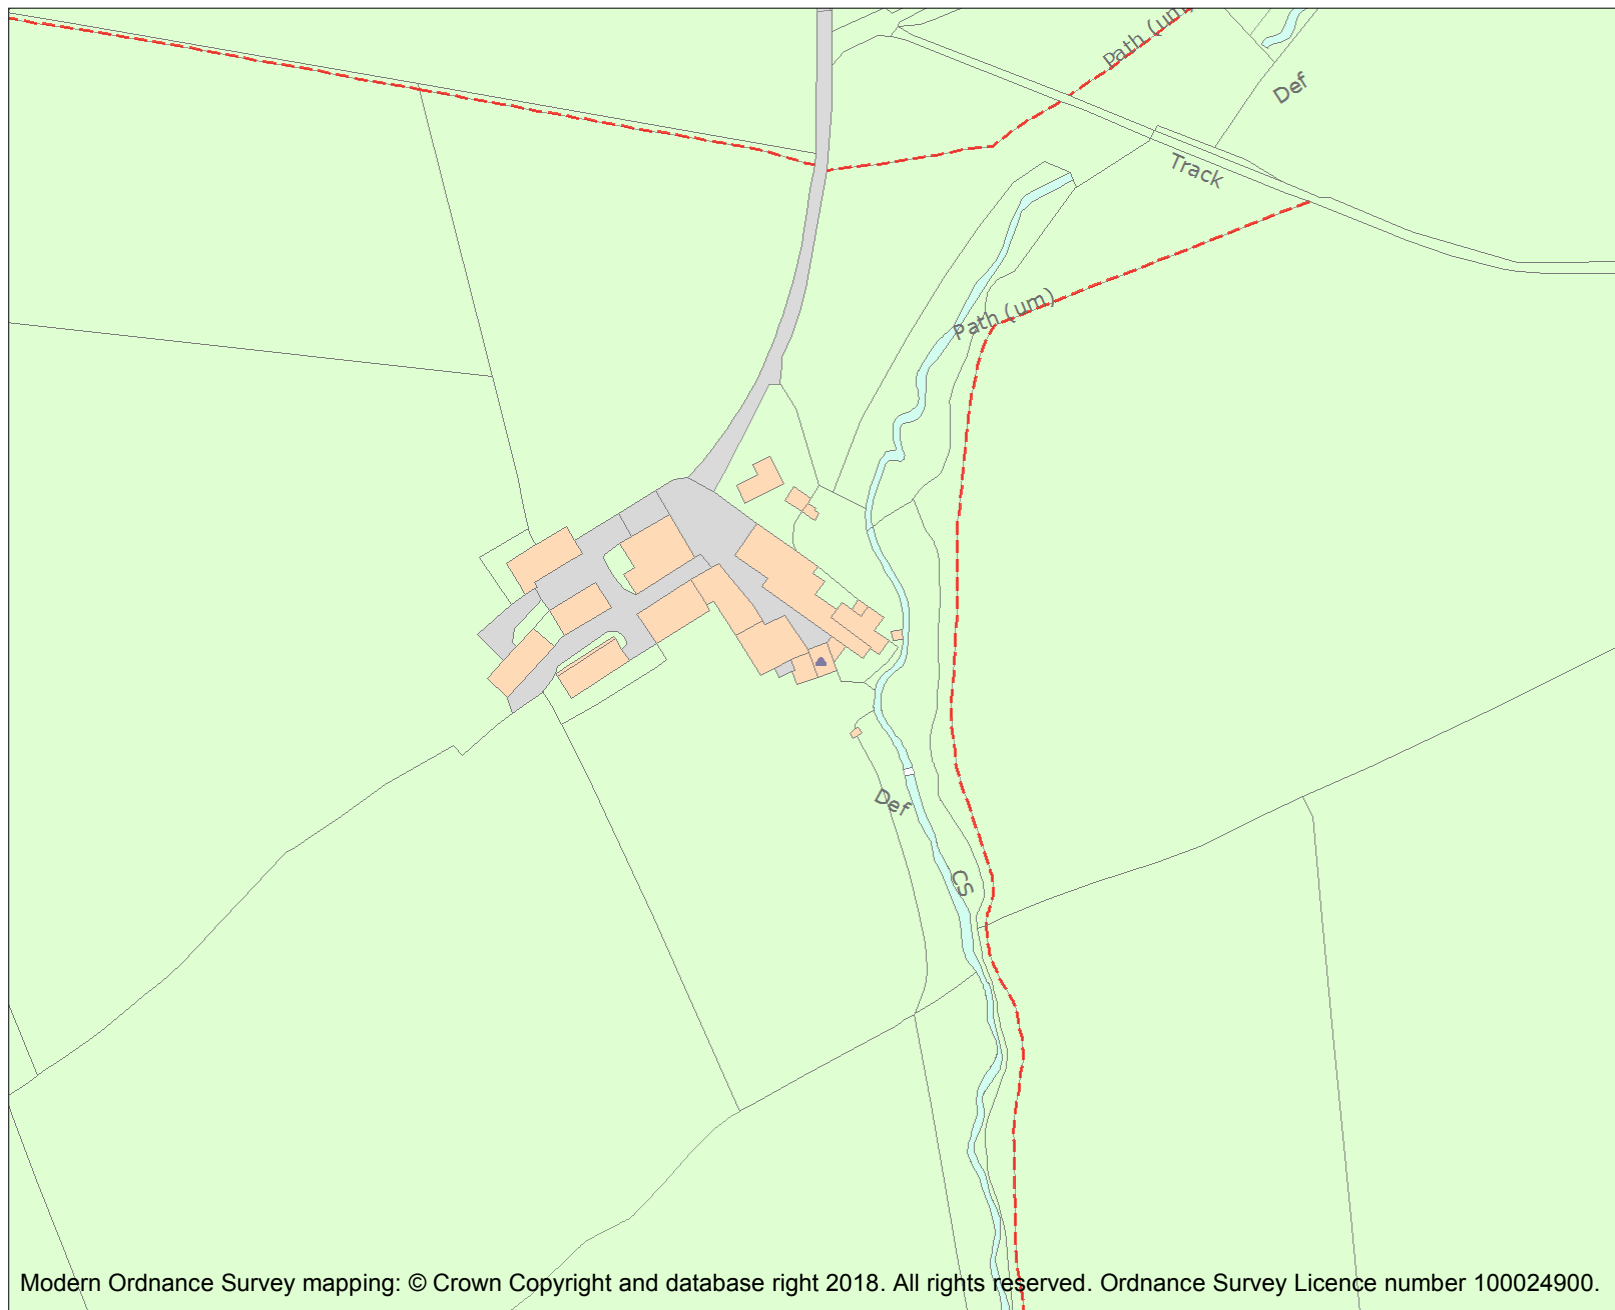 Path (um)
Def
Track
Path (um)
Def
CS
Modern Ordnance Survey mapping: © Crown Copyright and database right 2018. All rights reserved. Ordnance Survey Licence number 100024900.